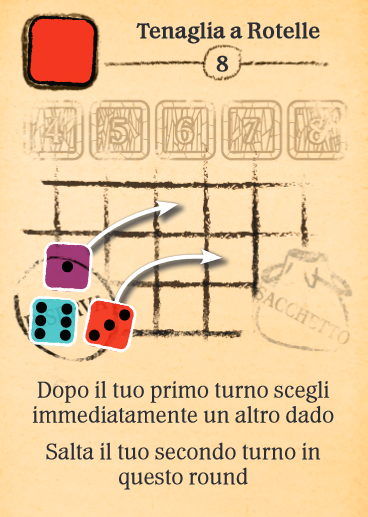 Tenaglia a Rotelle
8
4 5 6 7 8
SACCHETTO
Dopo il tuo primo turno scegli
immediatamente un altro dado
Salta il tuo secondo turno in
questo round